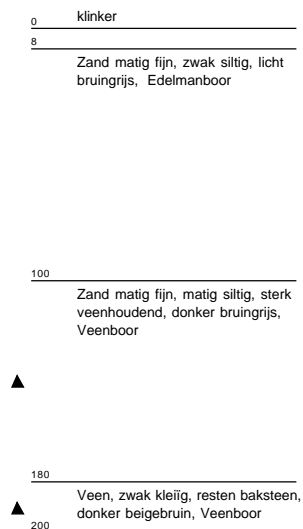 klinker
0
8
Zand matig fijn, zwak siltig, licht
bruingrijs, Edelmanboor
100
Zand matig fijn, matig siltig, sterk
veenhoudend, donker bruingrijs,
Veenboor
180
Veen, zwak kleiïg, resten baksteen,
donker beigebruin, Veenboor
200